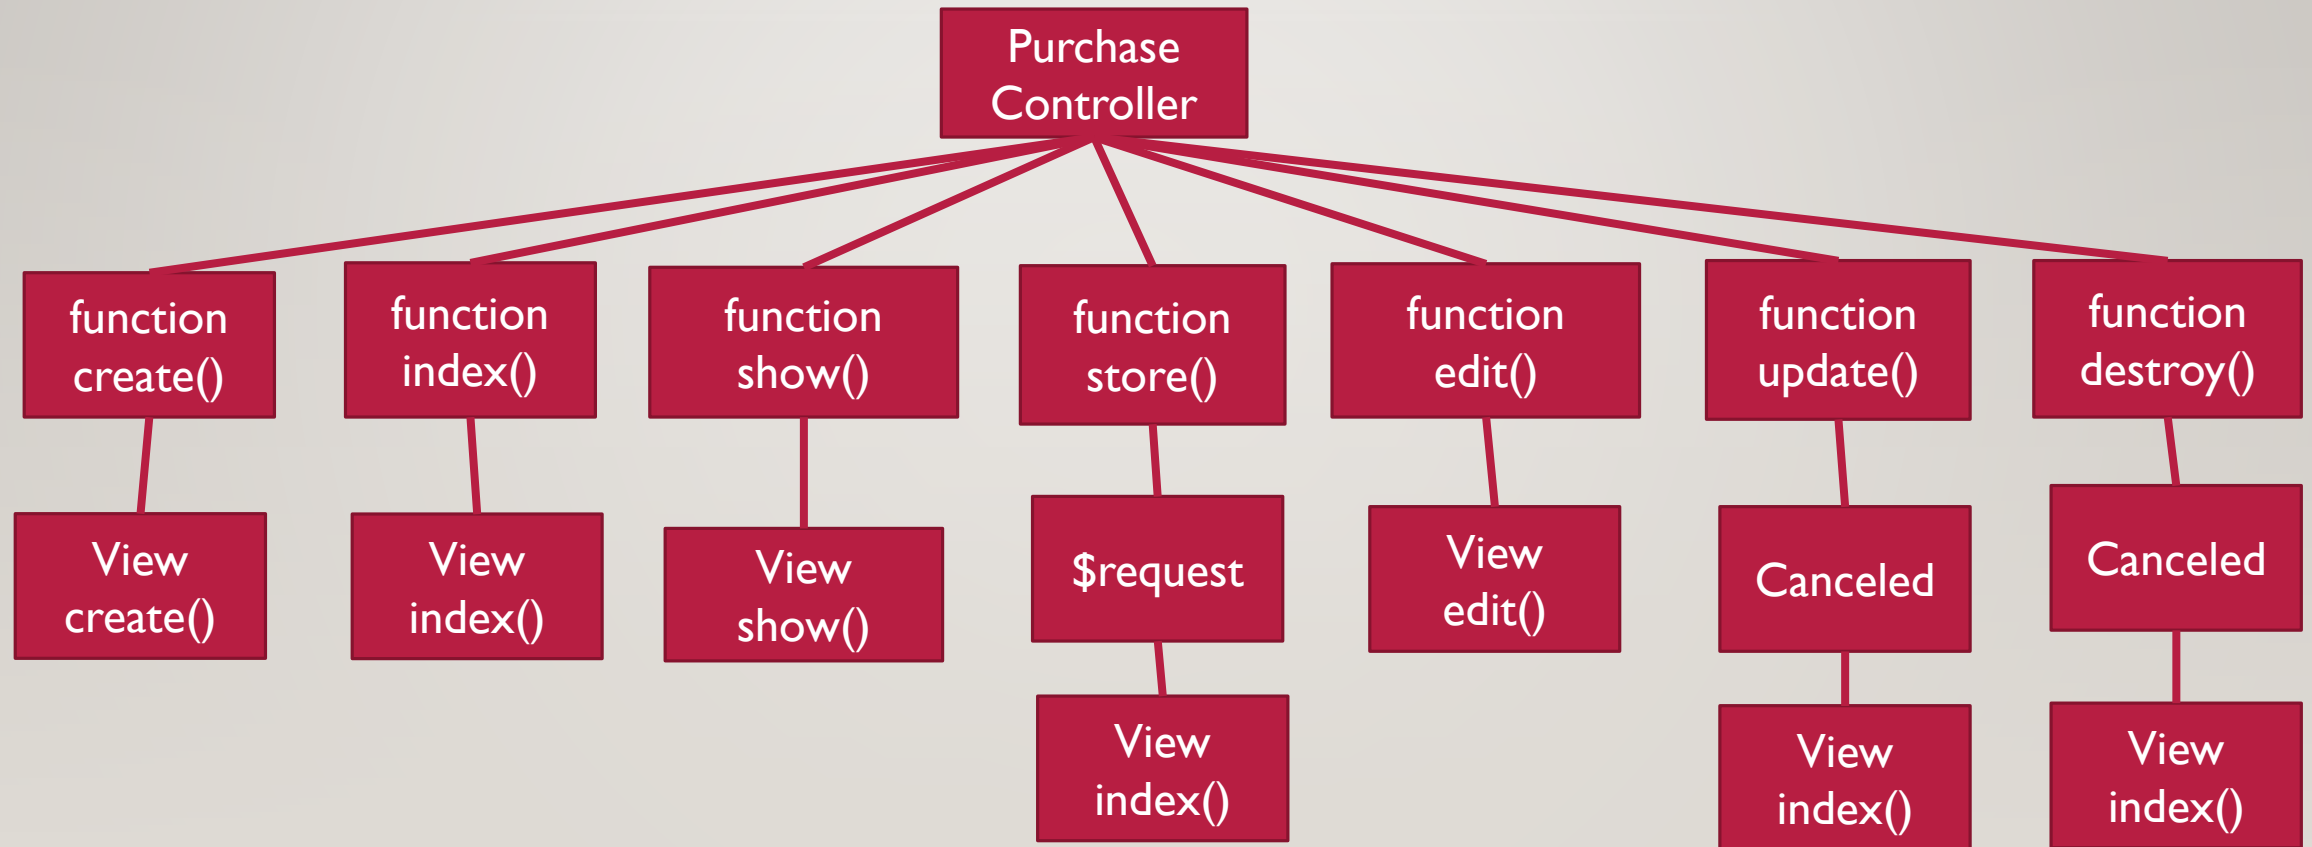 Purchase
Controller
function
create()
function
index()
function
show()
function
store()
function
edit()
function
update()
function
destroy()
View
create()
View
index()
View
show()
$request
View
edit()
Canceled
Canceled
View
index()
View
index()
View
index()